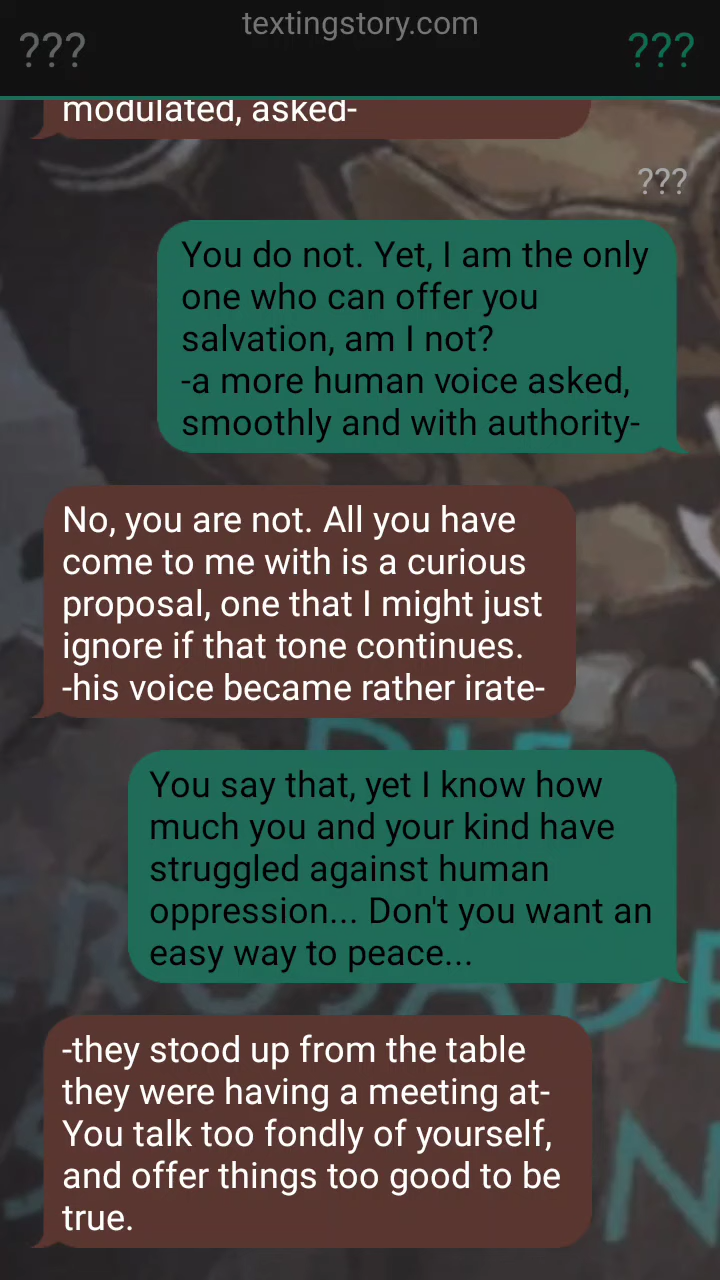 textingstory.com
???
???
modulated, asked-
???
You do not. Yet, I am the only
one who can offer you
salvation, am I not?
-a more human voice asked,
smoothly and with authority-
No, you are not. All you have
come to me with is a curious
proposal, one that I might just
ignore if that tone continues.
-his voice became rather irate-
You say that, yet I know how
much you and your kind have
struggled against human
oppression... Don't you want an
easy way to peace...
-they stood up from the table
they were having a meeting at-
You talk too fondly of yourself,
and offer things too good to be
true.